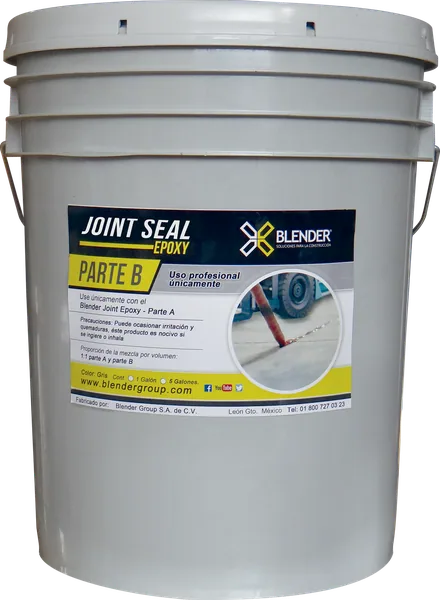 JOINT SEAL
EPOXY
BLENDER
SOLUCIONES PARA LA CONSTRUCCIÓN
PARTE B
Uso profesional
únicamente
Use únicamente con el
Blender Joint Epoxy - Parte A
Precauciones: Puede ocasionar irritación y
quemaduras, éste producto es nocivo si
se ingiere o inhala
Proporción de la mezcla por volumen:
1:1 parte A y parte B
Color: Gris Cont. 1 Galón. 5 Galones.
www.blendergroup.com
You Tube
Fabricado por: Blender Group S.A. de C.V. León Gto. México Tel: 01 800 727 03 23